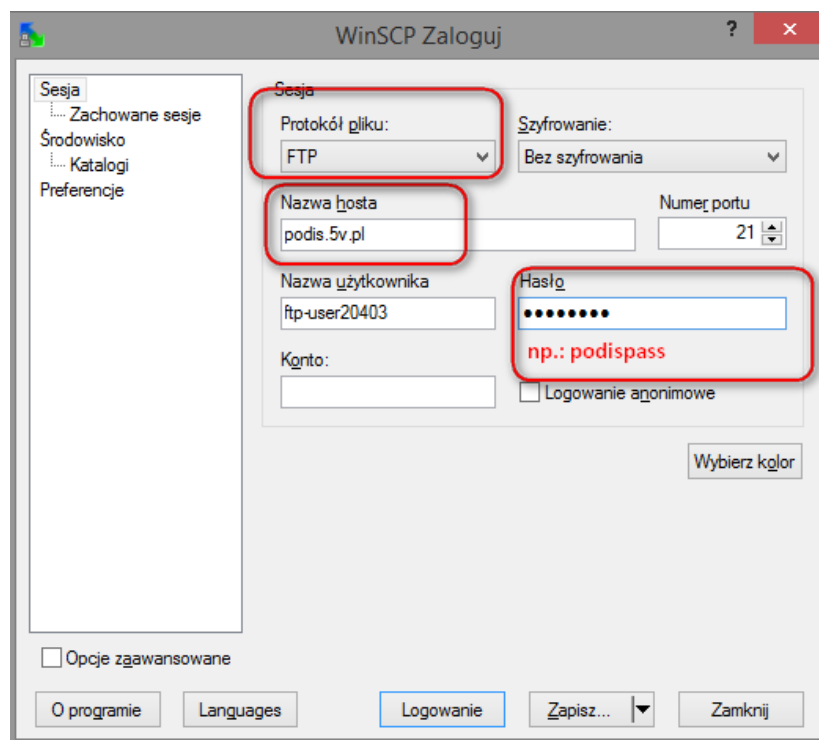 WinSCP Zaloguj
?
×
Sesja
Zachowane sesje
Środowisko
Katalogi
Preferencje
Sesja
Protokół pliku:
Szyfrowanie:
FTP
Bez szyfrowania
Nazwa hosta
Numer portu
podis.5v.pl
21
Nazwa użytkownika
Hasło
ftp-user20403
••••••••
np.: podispass
Konto:
Logowanie anonimowe
Wybierz kolor
Opcje zaawansowane
O programie
Languages
Logowanie
Zapisz...
Zamknij